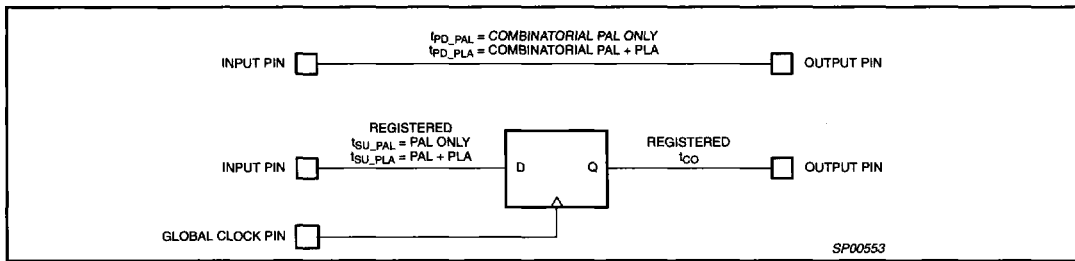 tPD_PAL = COMBINATORIAL PAL ONLY
tPD_PLA = COMBINATORIAL PAL + PLA
INPUT PIN
OUTPUT PIN
REGISTERED
tSU_PAL = PAL ONLY
tSU_PLA = PAL + PLA
INPUT PIN
D
Q
REGISTERED
tCO
OUTPUT PIN
GLOBAL CLOCK PIN
SP00553